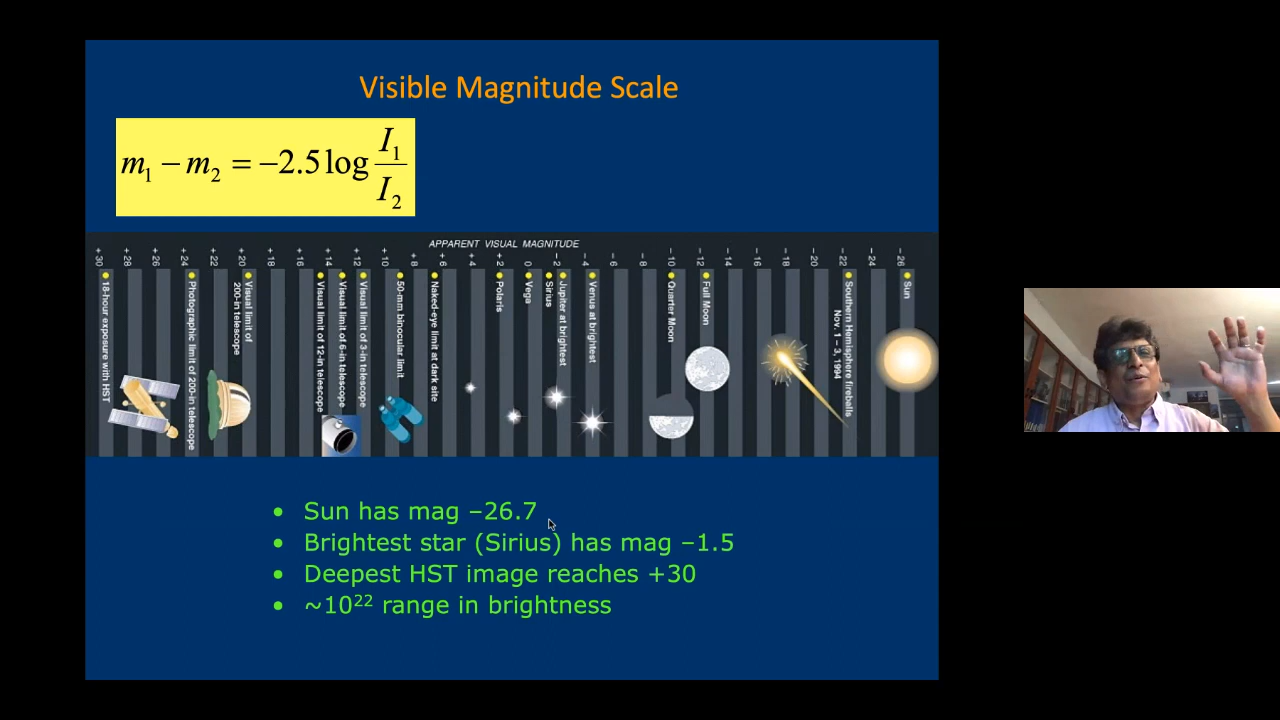 Visible Magnitude Scale
m₁ − m₂ = −2.5 log I₁/I₂
APPARENT VISUAL MAGNITUDE
+30 +28 +26 +24 +22 +20 +18 +16 +14 +12 +10 +8 +6 +4 +2 0 −2 −4 −6 −8 −10 −12 −14 −16 −18 −20 −22 −24 −26
18-hour exposure with HST
Photographic limit of 200-in telescope
Visual limit of
200-in telescope
Visual limit of 12-in telescope
Visual limit of 6-in telescope
Visual limit of 3-in telescope
50-mm binocular limit
Naked-eye limit at dark site
Polaris
Vega
Sirius
Jupiter at brightest
Venus at brightest
Quarter Moon
Full Moon
Southern Hemisphere fireballs
Nov. 1 – 3, 1994
Sun
• Sun has mag –26.7
• Brightest star (Sirius) has mag –1.5
• Deepest HST image reaches +30
• ~10²² range in brightness